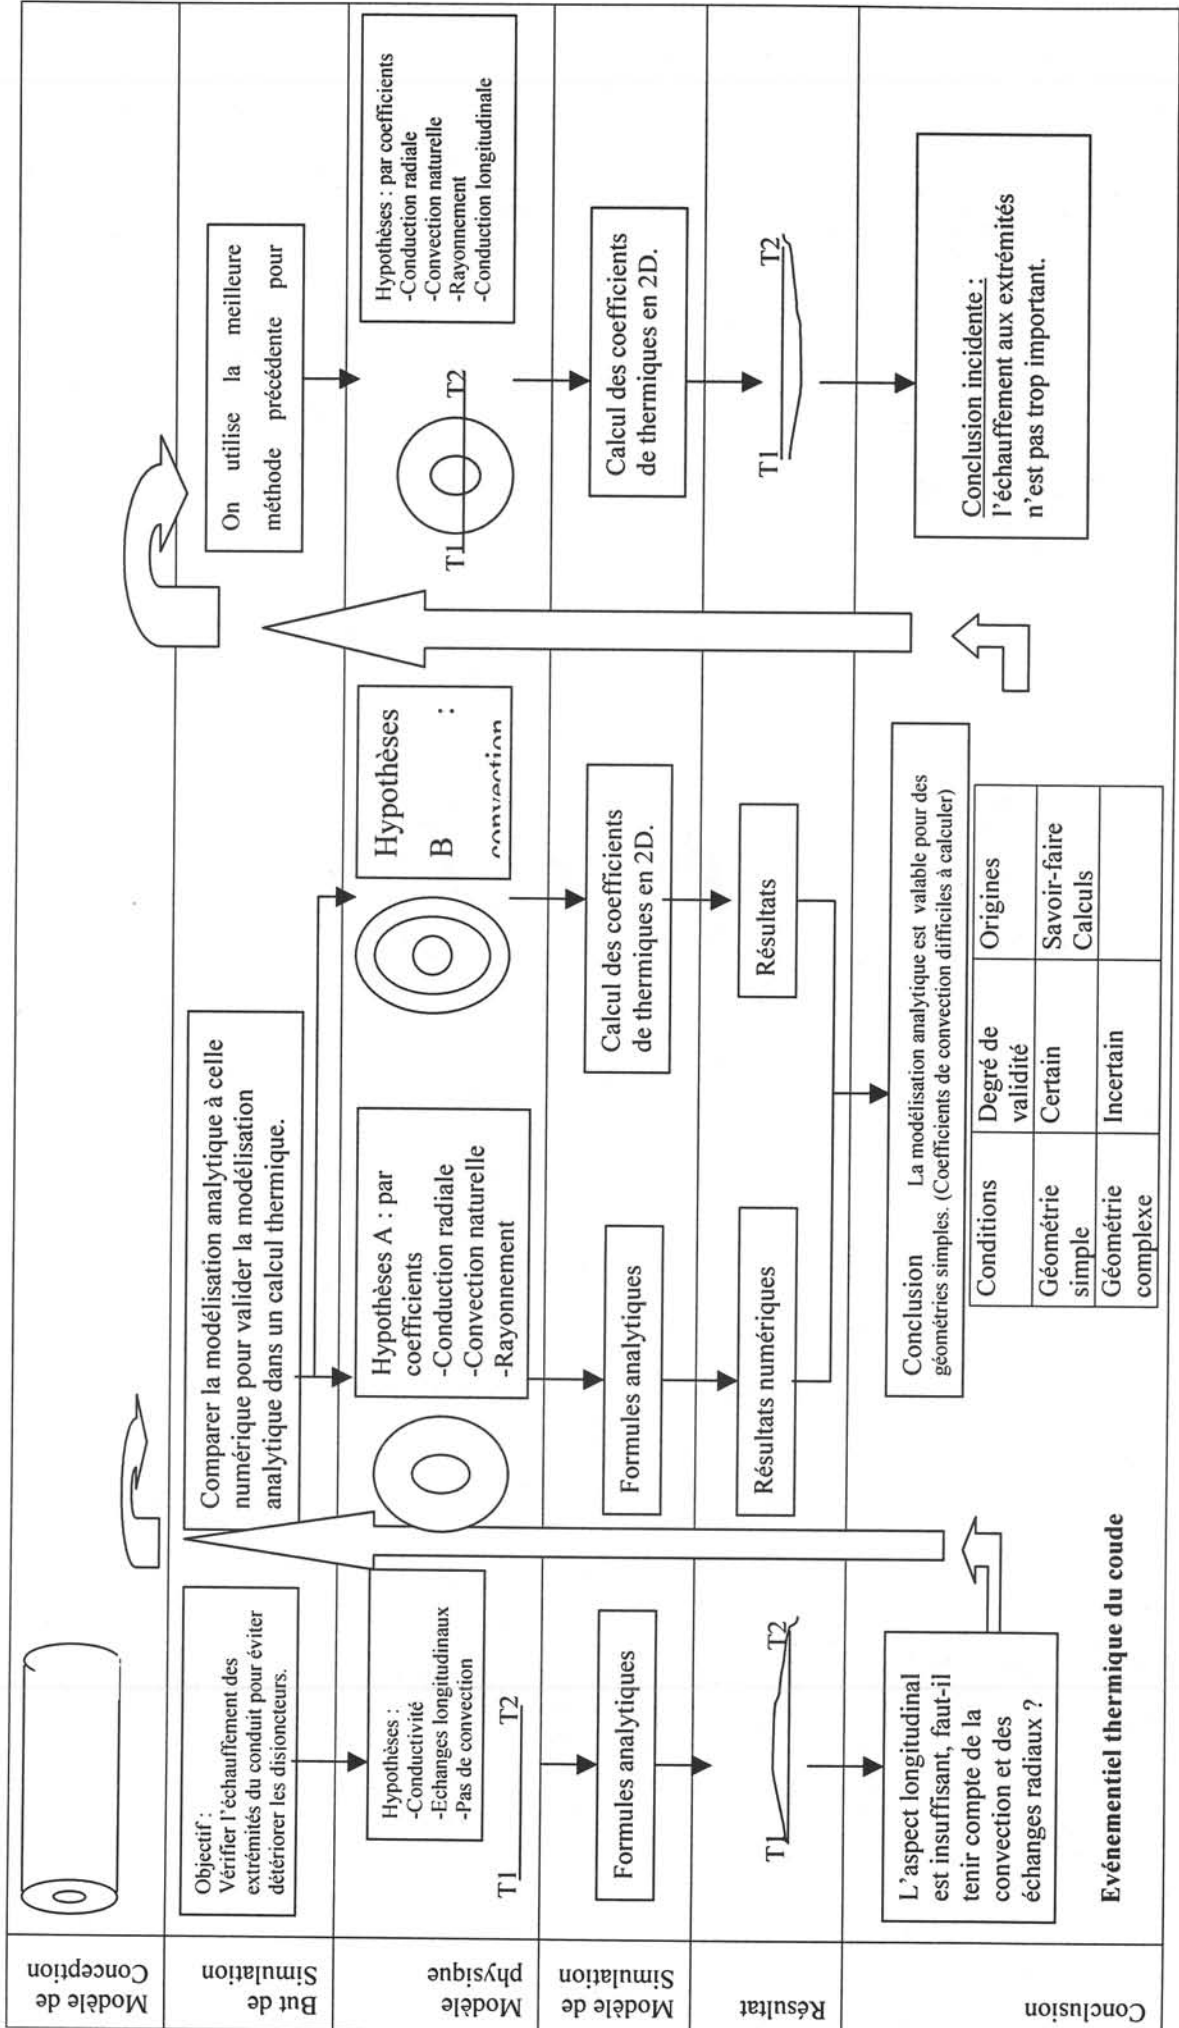 Modèle de
Conception
But de
Simulation
Modèle
physique
Modèle de
Simulation
Résultat
Conclusion
Objectif :
Vérifier l'échauffement des
extrémités du conduit pour éviter
détériorer les disjoncteurs.
Hypothèses :
-Conductivité
-Echanges longitudinaux
-Pas de convection
T1
T2
Formules analytiques
T1
T2
L'aspect longitudinal
est insuffisant, faut-il
tenir compte de la
convection et des
échanges radiaux ?
Comparer la modélisation analytique à celle
numérique pour valider la modélisation
analytique dans un calcul thermique.
Hypothèses A : par
coefficients
-Conduction radiale
-Convection naturelle
-Rayonnement
Formules analytiques
Résultats numériques
Hypothèses
B :
convection
Calcul des coefficients
de thermiques en 2D.
Résultats
Conclusion La modélisation analytique est valable pour des
géométries simples. (Coefficients de convection difficiles à calculer)
Conditions Degré de validité Origines
Géométrie simple Certain Savoir-faire Calculs
Géométrie complexe Incertain
On utilise la meilleure
méthode précédente pour
Hypothèses : par coefficients
-Conduction radiale
-Convection naturelle
-Rayonnement
-Conduction longitudinale
T1
T2
Calcul des coefficients
de thermiques en 2D.
T1
T2
Conclusion incidente :
l'échauffement aux extrémités
n'est pas trop important.
Evénementiel thermique du coude